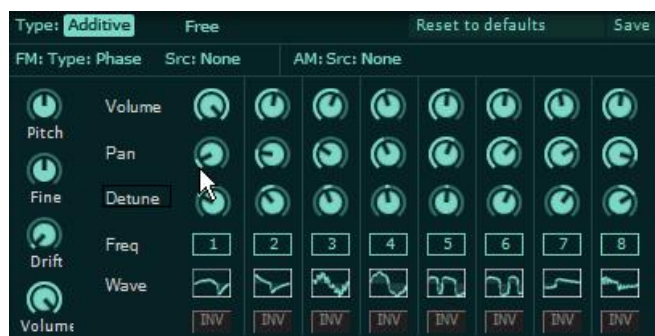 Type: Additive Free Reset to defaults Save
FM: Type: Phase Src: None AM: Src: None
Pitch
Fine
Drift
Volume
Volume
Pan
Detune
Freq 1 2 3 4 5 6 7 8
Wave
INV INV INV INV INV INV INV INV